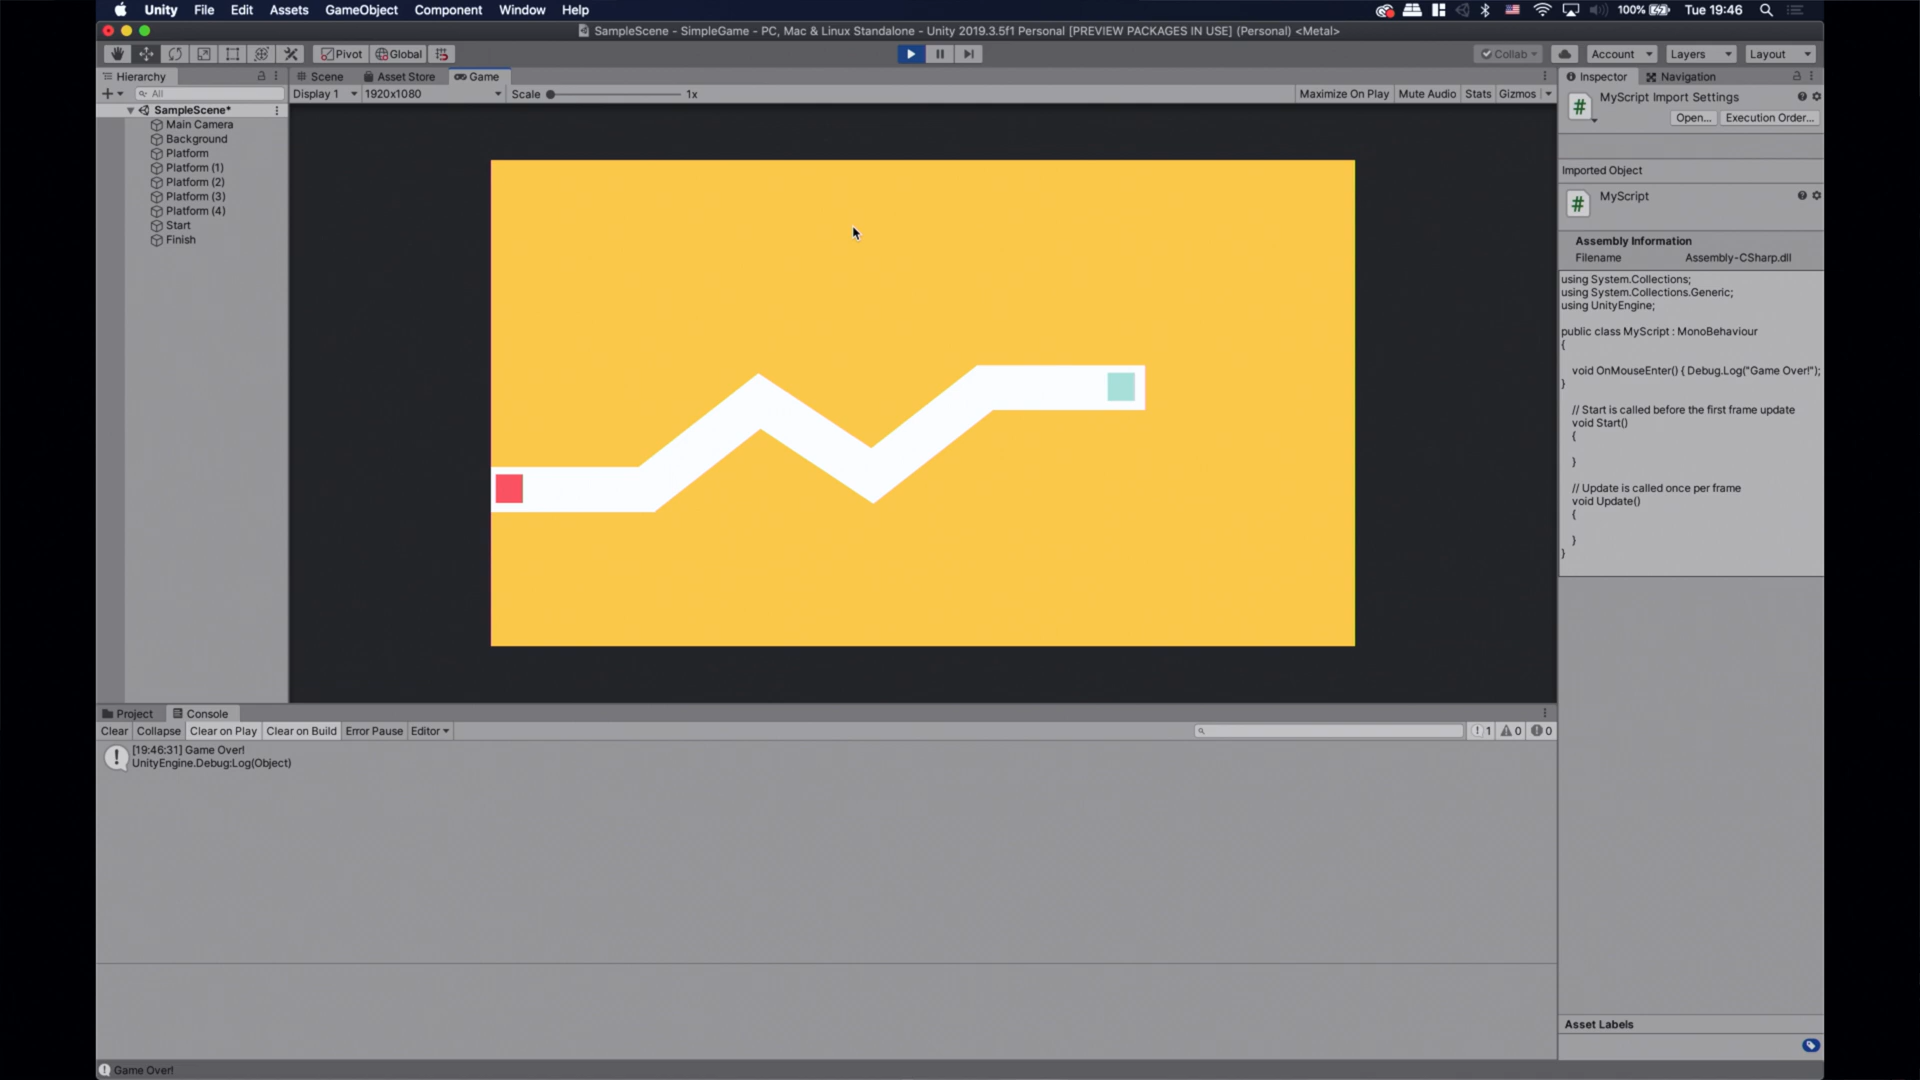 Unity File Edit Assets GameObject Component Window Help 100% Tue 19:46
SampleScene - SimpleGame - PC, Mac & Linux Standalone - Unity 2019.3.5f1 Personal [PREVIEW PACKAGES IN USE] (Personal) <Metal>
Pivot Global Collab Account Layers Layout
Hierarchy
All
SampleScene*
Main Camera
Background
Platform
Platform (1)
Platform (2)
Platform (3)
Platform (4)
Start
Finish
Scene Asset Store Game
Display 1 1920x1080 Scale 1x Maximize On Play Mute Audio Stats Gizmos
Inspector Navigation
MyScript Import Settings
Open... Execution Order...
Imported Object
# MyScript
Assembly Information
Filename Assembly-CSharp.dll
using System.Collections;
using System.Collections.Generic;
using UnityEngine;
public class MyScript : MonoBehaviour
{
void OnMouseEnter() { Debug.Log("Game Over!");
}
// Start is called before the first frame update
void Start()
{
}
// Update is called once per frame
void Update()
{
}
}
Asset Labels
Project Console
Clear Collapse Clear on Play Clear on Build Error Pause Editor 1 0 0
[19:46:31] Game Over!
UnityEngine.Debug:Log(Object)
Game Over!